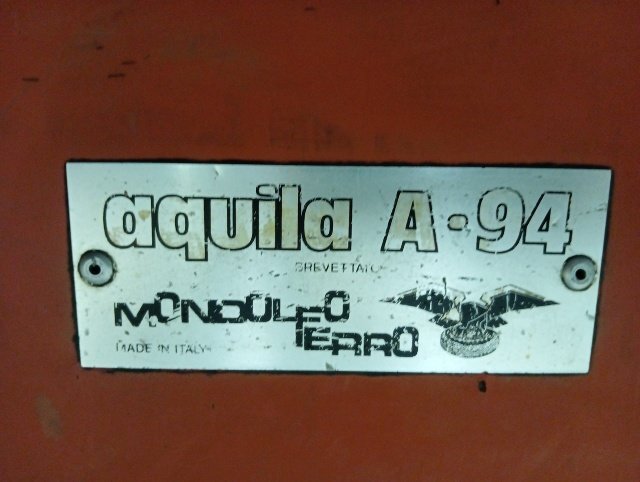 aquila A-94
BREVETTATO
MONDOLFO
FERRO
MADE IN ITALY